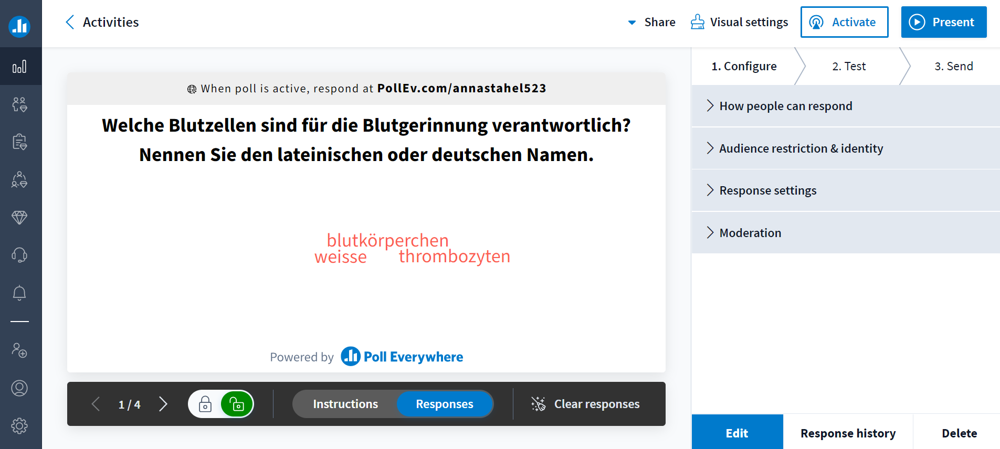 Activities
Share
Visual settings
Activate
Present
1. Configure
2. Test
3. Send
When poll is active, respond at PollEv.com/annastahel523
Welche Blutzellen sind für die Blutgerinnung verantwortlich?
Nennen Sie den lateinischen oder deutschen Namen.
blutkörperchen
weisse thrombozyten
Powered by Poll Everywhere
1 / 4
Instructions
Responses
Clear responses
How people can respond
Audience restriction & identity
Response settings
Moderation
Edit
Response history
Delete